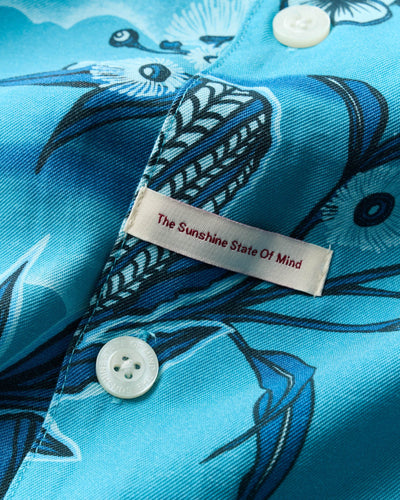 The Sunshine State Of Mind